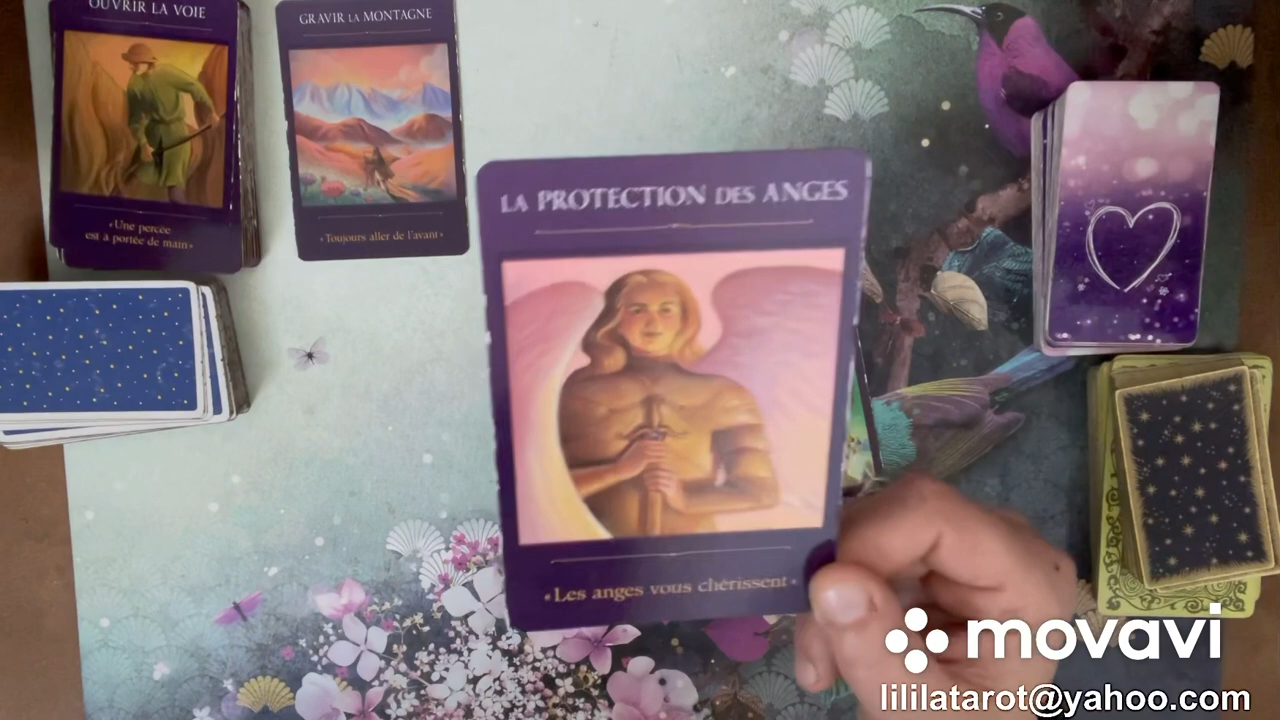 OUVRIR LA VOIE
«Une percée
est à portée de main»
GRAVIR LA MONTAGNE
«Toujours aller de l'avant»
LA PROTECTION DES ANGES
«Les anges vous chérissent»
movavi
lililatarot@yahoo.com